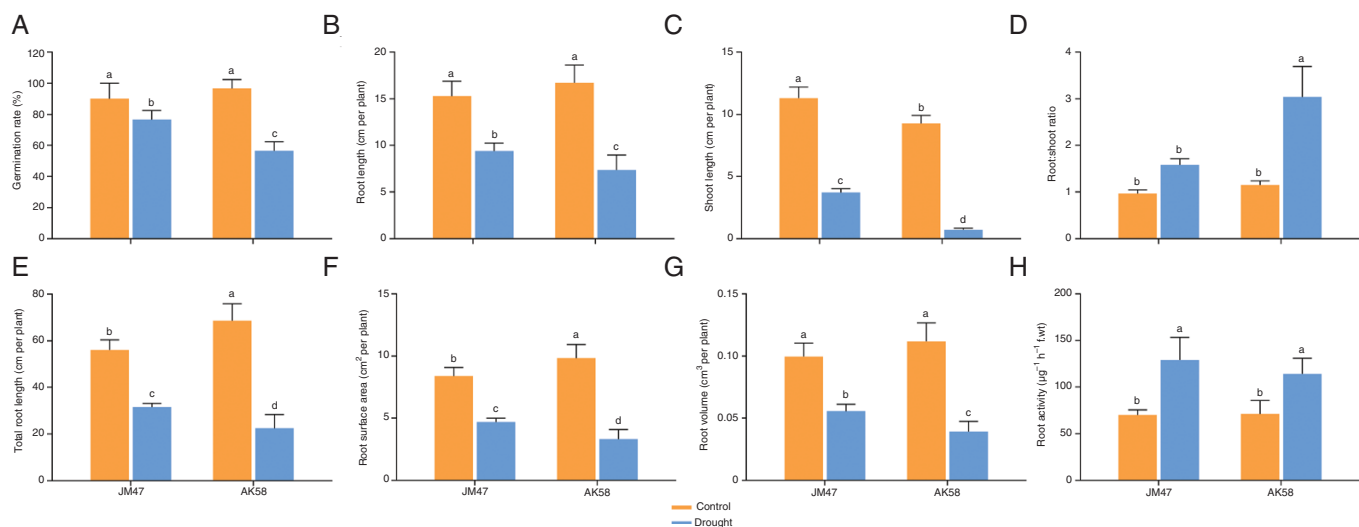 A
Germination rate (%)
120
100
80
60
40
20
0
a
b
a
c
B
Root length (cm per plant)
20
15
10
5
0
a
b
a
c
C
Shoot length (cm per plant)
15
10
5
0
a
c
b
d
D
Root:shoot ratio
4
3
2
1
0
b
b
b
a
E
Total root length (cm per plant)
80
60
40
20
0
b
c
a
d
JM47
AK58
F
Root surface area (cm² per plant)
15
10
5
0
b
c
a
d
JM47
AK58
G
Root volume (cm³ per plant)
0.15
0.10
0.05
0
a
b
a
c
JM47
AK58
H
Root activity (µg⁻¹ h⁻¹ f.wt)
200
150
100
50
0
b
a
b
a
JM47
AK58
Control
Drought